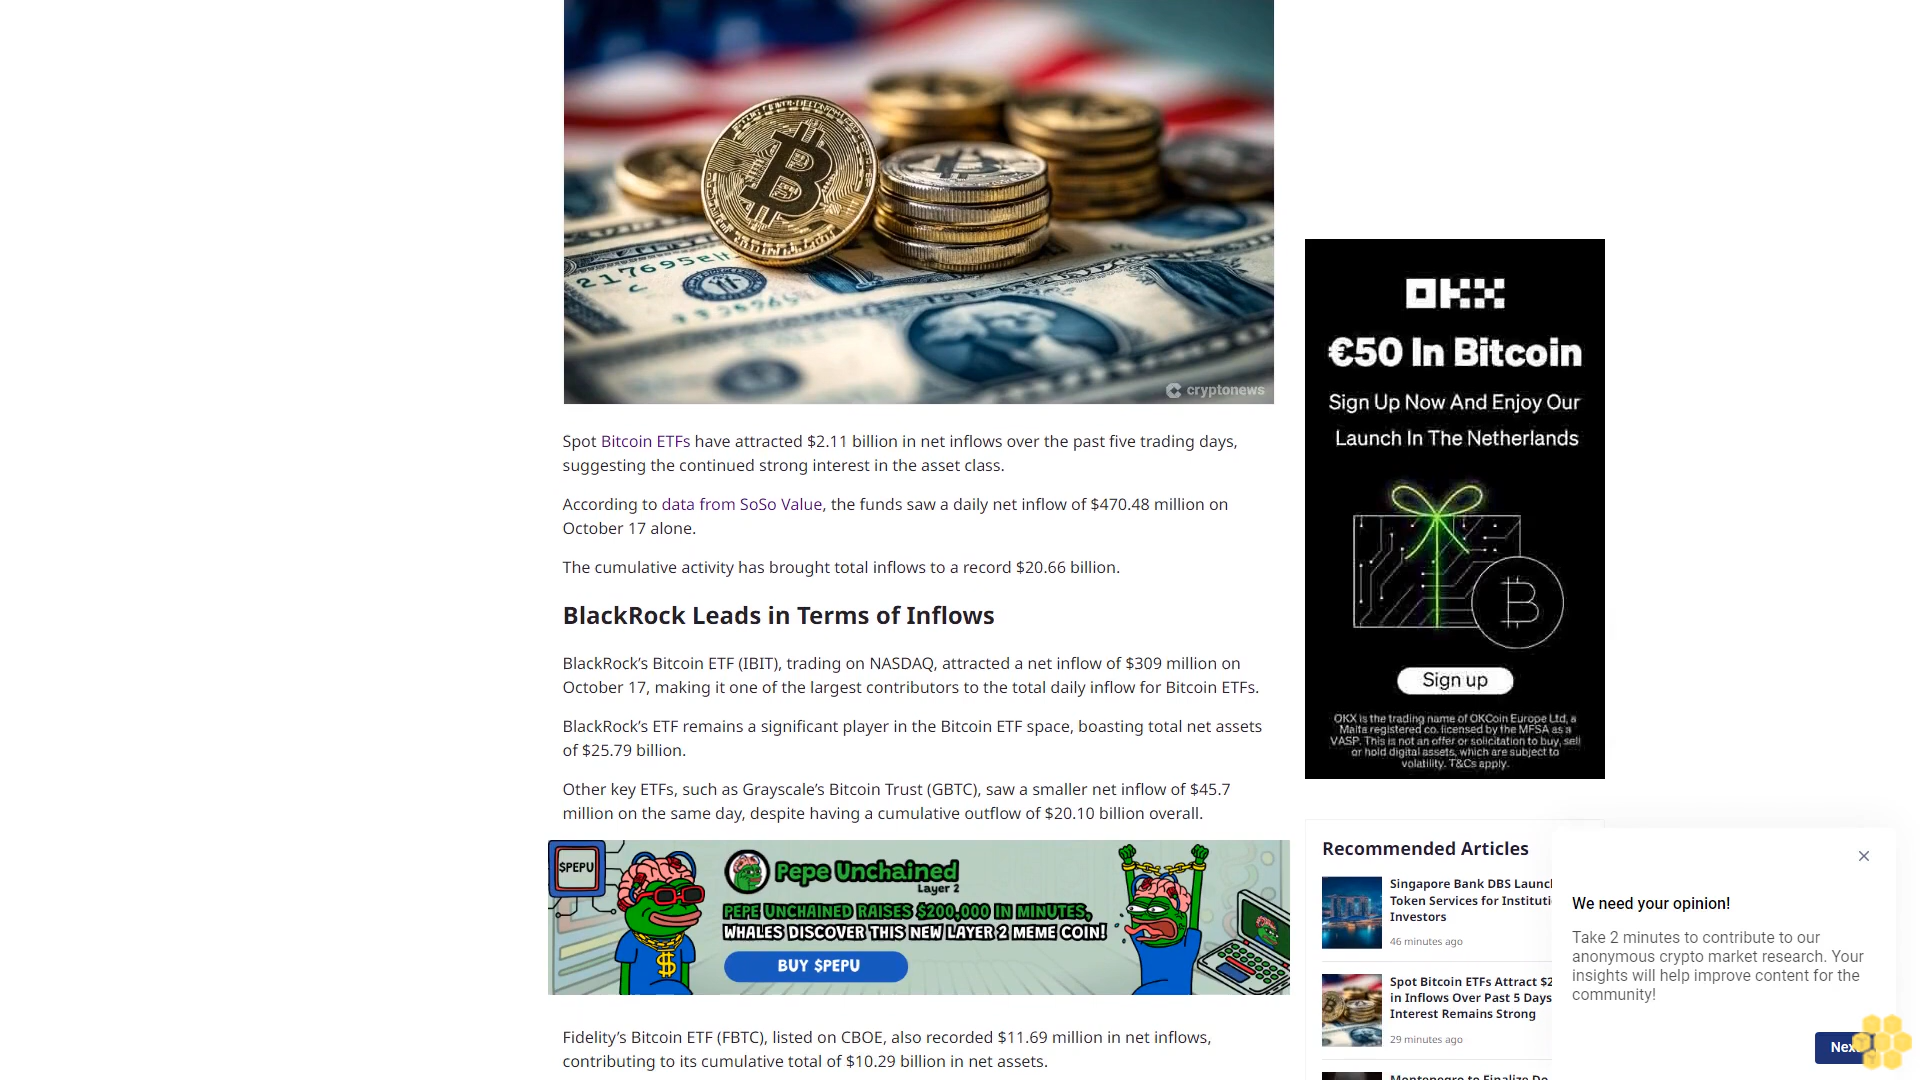 cryptonews
Spot Bitcoin ETFs have attracted $2.11 billion in net inflows over the past five trading days,
suggesting the continued strong interest in the asset class.
According to data from SoSo Value, the funds saw a daily net inflow of $470.48 million on
October 17 alone.
The cumulative activity has brought total inflows to a record $20.66 billion.
BlackRock Leads in Terms of Inflows
BlackRock’s Bitcoin ETF (IBIT), trading on NASDAQ, attracted a net inflow of $309 million on
October 17, making it one of the largest contributors to the total daily inflow for Bitcoin ETFs.
BlackRock’s ETF remains a significant player in the Bitcoin ETF space, boasting total net assets
of $25.79 billion.
Other key ETFs, such as Grayscale’s Bitcoin Trust (GBTC), saw a smaller net inflow of $45.7
million on the same day, despite having a cumulative outflow of $20.10 billion overall.
$PEPU
Pepe Unchained
Layer 2
PEPE UNCHAINED RAISES $200,000 IN MINUTES,
WHALES DISCOVER THIS NEW LAYER 2 MEME COIN!
BUY $PEPU
Fidelity’s Bitcoin ETF (FBTC), listed on CBOE, also recorded $11.69 million in net inflows,
contributing to its cumulative total of $10.29 billion in net assets.
OKX
€50 In Bitcoin
Sign Up Now And Enjoy Our
Launch In The Netherlands
Sign up
OKX is the trading name of OKCoin Europe Ltd, a
Malta registered co. licensed by the MFSA as a
VASP. This is not an offer or solicitation to buy, sell
or hold digital assets, which are subject to
volatility. T&Cs apply.
Recommended Articles
Singapore Bank DBS Launc
Token Services for Instituti
Investors
46 minutes ago
Spot Bitcoin ETFs Attract $2
in Inflows Over Past 5 Days
Interest Remains Strong
29 minutes ago
We need your opinion!
Take 2 minutes to contribute to our
anonymous crypto market research. Your
insights will help improve content for the
community!